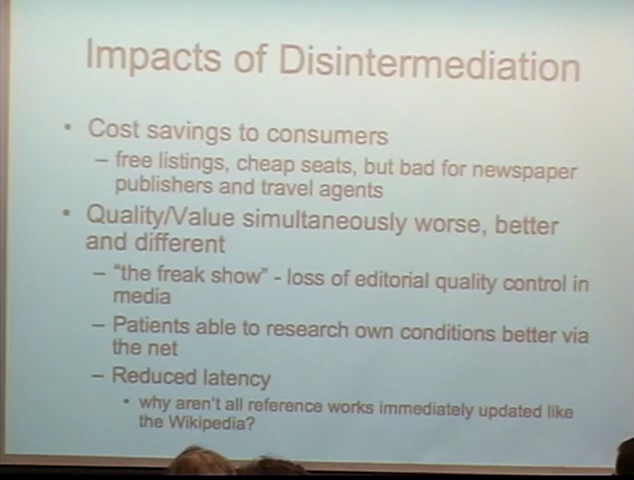 Impacts of Disintermediation
• Cost savings to consumers
– free listings, cheap seats, but bad for newspaper
publishers and travel agents
• Quality/Value simultaneously worse, better
and different
– "the freak show" - loss of editorial quality control in
media
– Patients able to research own conditions better via
the net
– Reduced latency
• why aren't all reference works immediately updated like
the Wikipedia?